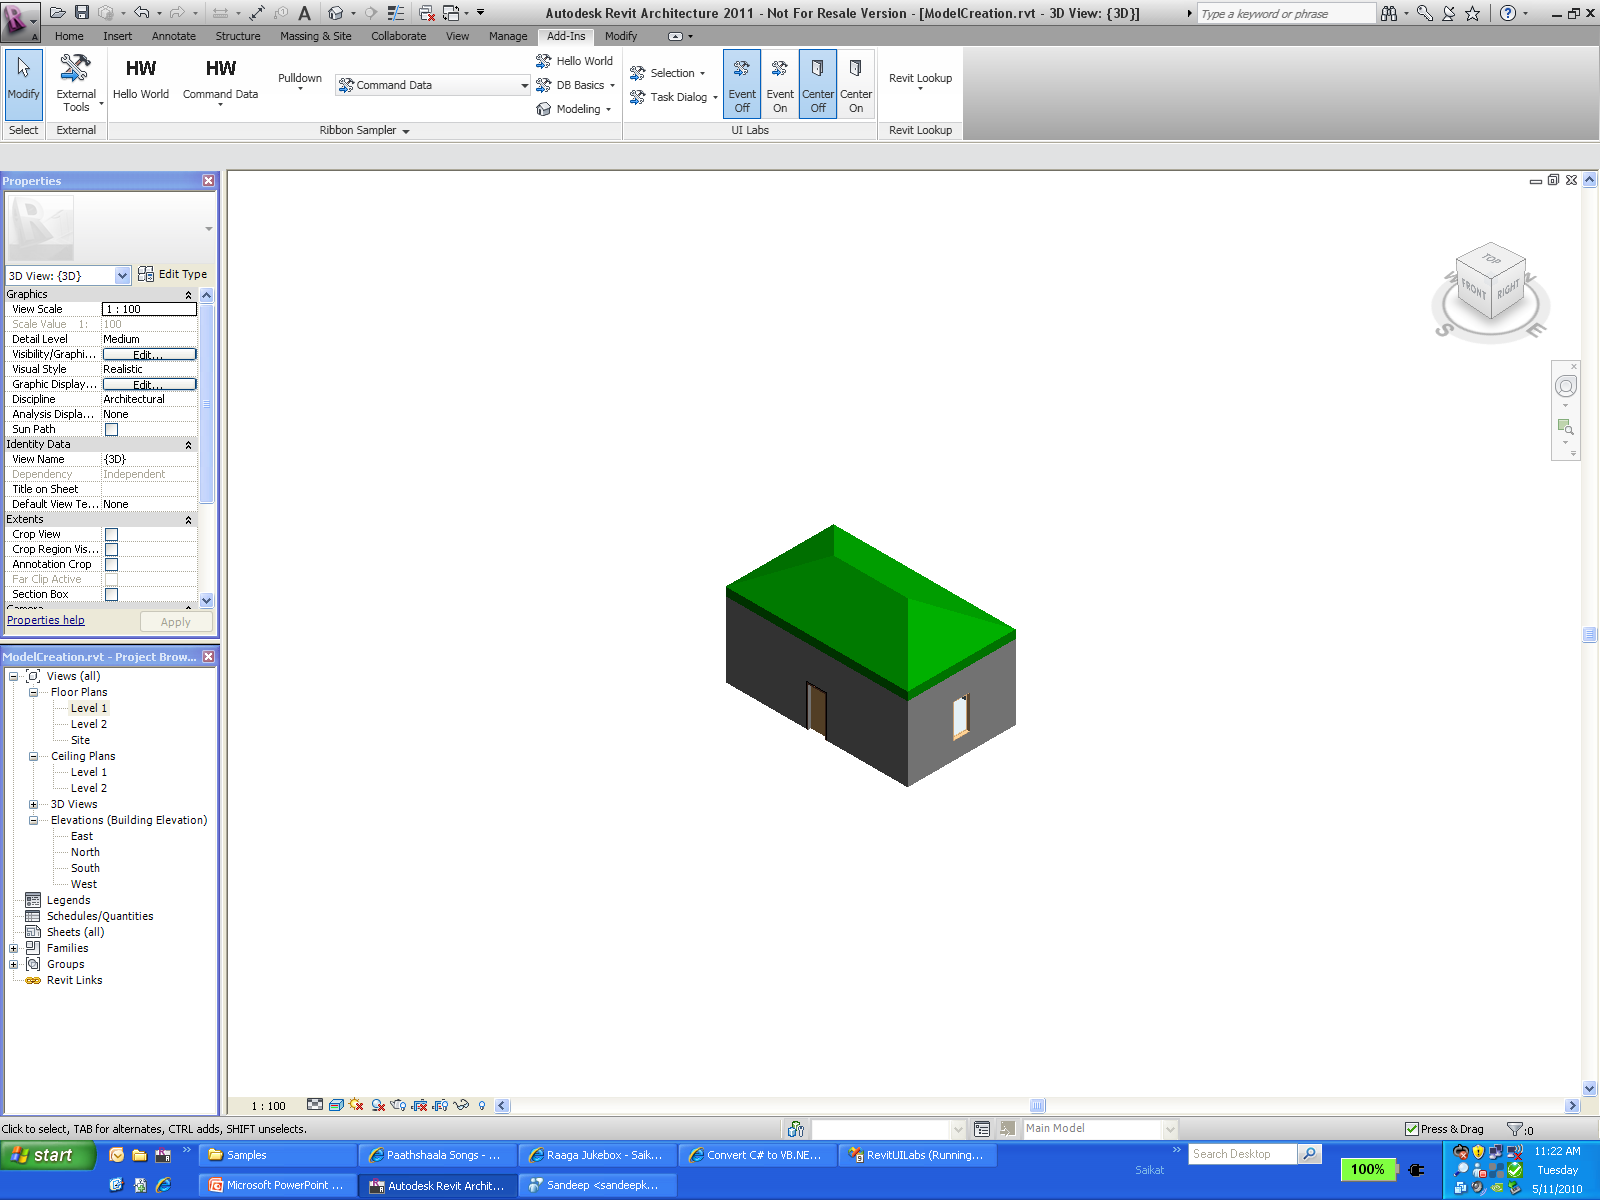 Autodesk Revit Architecture 2011 - Not For Resale Version - [ModelCreation.rvt - 3D View: {3D}]
Type a keyword or phrase
Home Insert Annotate Structure Massing & Site Collaborate View Manage Add-Ins Modify
Modify
External Tools
HW
Hello World
HW
Command Data
Pulldown
Command Data
Hello World
DB Basics
Modeling
Selection
Task Dialog
Event Off
Event On
Center Off
Center On
Revit Lookup
Select External Ribbon Sampler UI Labs Revit Lookup
Properties
3D View: {3D} Edit Type
Graphics
View Scale 1 : 100
Scale Value 1: 100
Detail Level Medium
Visibility/Graphi... Edit...
Visual Style Realistic
Graphic Display... Edit...
Discipline Architectural
Analysis Displa... None
Sun Path
Identity Data
View Name {3D}
Dependency Independent
Title on Sheet
Default View Te... None
Extents
Crop View
Crop Region Vis...
Annotation Crop
Far Clip Active
Section Box
Camera
Properties help Apply
ModelCreation.rvt - Project Brow...
Views (all)
Floor Plans
Level 1
Level 2
Site
Ceiling Plans
Level 1
Level 2
3D Views
Elevations (Building Elevation)
East
North
South
West
Legends
Schedules/Quantities
Sheets (all)
Families
Groups
Revit Links
TOP
FRONT RIGHT
W N
S E
1 : 100
Click to select, TAB for alternates, CTRL adds, SHIFT unselects.
Main Model
Press & Drag
:0
start
Samples
Paathshaala Songs - ...
Raaga Jukebox - Saik...
Convert C# to VB.NE...
RevitUILabs (Running...
Microsoft PowerPoint ...
Autodesk Revit Archit...
Sandeep <sandeepk...
Saikat
Search Desktop
100%
11:22 AM
Tuesday
5/11/2010